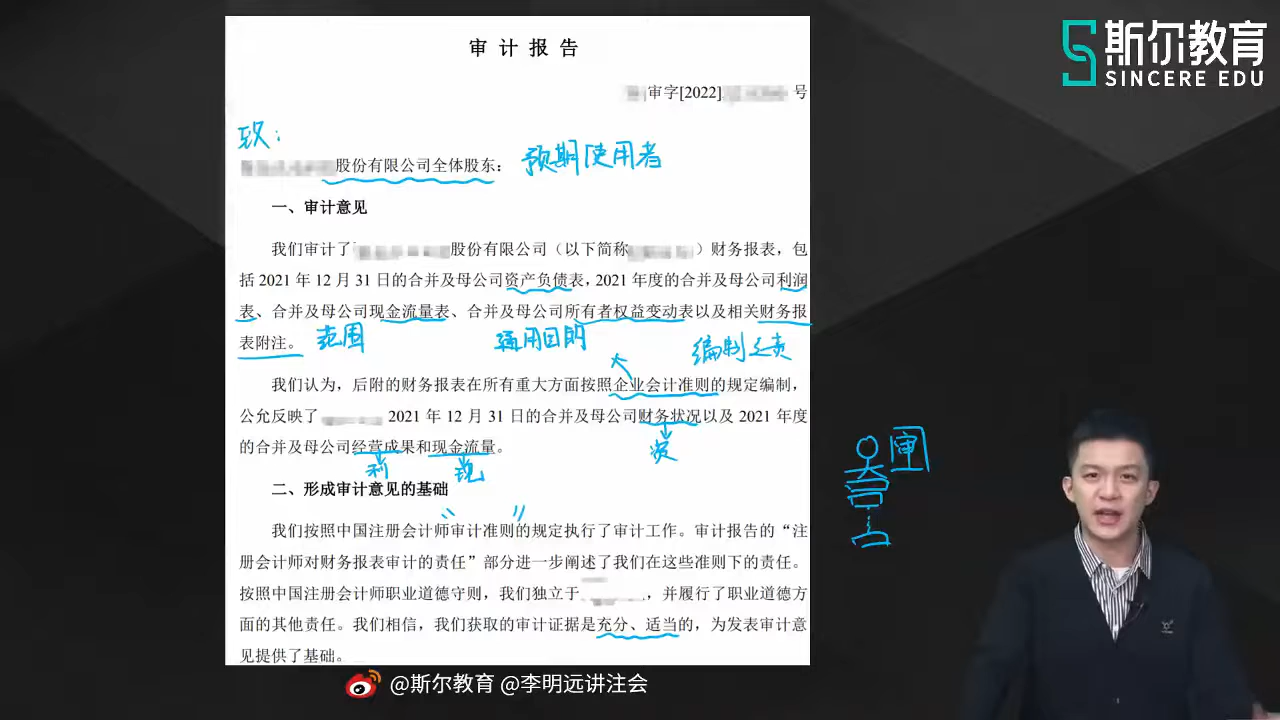 审计报告
审字[2022] 号
致：
股份有限公司全体股东：
预期使用者
一、审计意见
我们审计了 股份有限公司（以下简称 ）财务报表，包
括 2021 年 12 月 31 日的合并及母公司资产负债表，2021 年度的合并及母公司利润
表、合并及母公司现金流量表、合并及母公司所有者权益变动表以及相关财务报
表附注。
范围
通用目的
编制之责
我们认为，后附的财务报表在所有重大方面按照企业会计准则的规定编制，
公允反映了 2021 年 12 月 31 日的合并及母公司财务状况以及 2021 年度
的合并及母公司经营成果和现金流量。
利
现
资
二、形成审计意见的基础
我们按照中国注册会计师审计准则的规定执行了审计工作。审计报告的“注
册会计师对财务报表审计的责任”部分进一步阐述了我们在这些准则下的责任。
按照中国注册会计师职业道德守则，我们独立于 ，并履行了职业道德方
面的其他责任。我们相信，我们获取的审计证据是充分、适当的，为发表审计意
见提供了基础。
审
斯尔教育
SINCERE EDU
@斯尔教育 @李明远讲注会